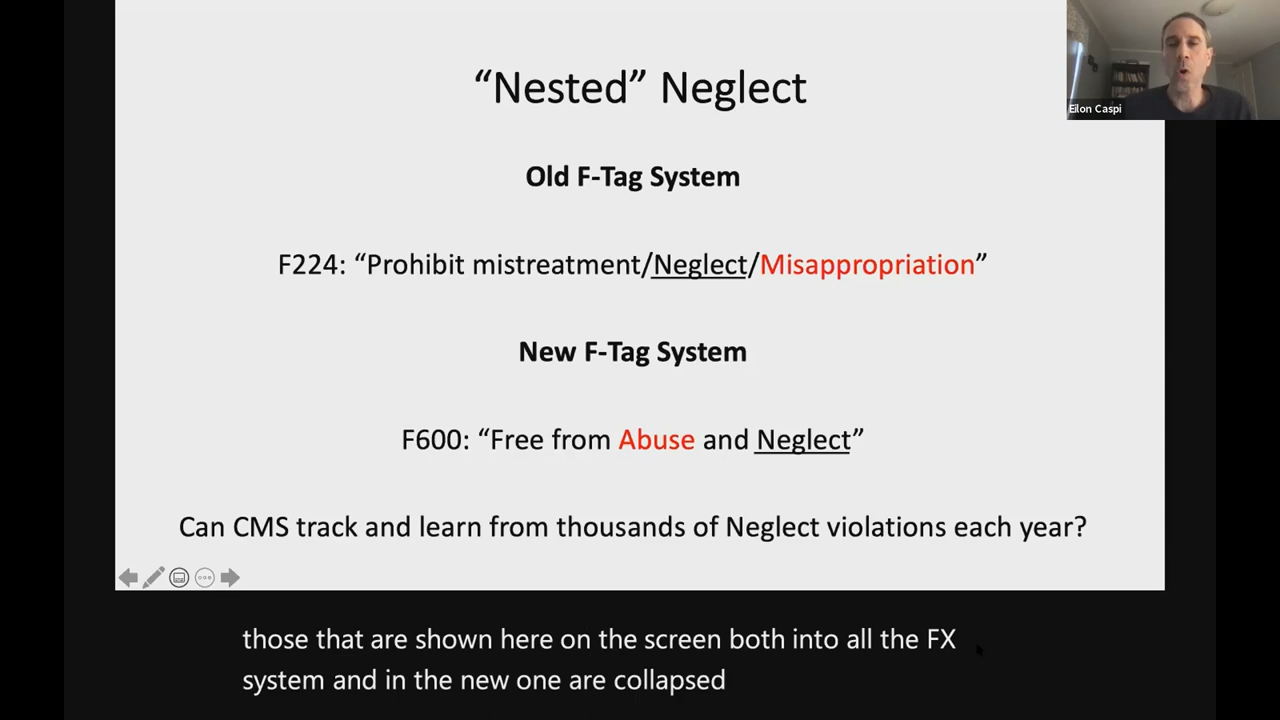 “Nested” Neglect
Eilon Caspi
Old F-Tag System
F224: “Prohibit mistreatment/Neglect/Misappropriation”
New F-Tag System
F600: “Free from Abuse and Neglect”
Can CMS track and learn from thousands of Neglect violations each year?
those that are shown here on the screen both into all the FX
system and in the new one are collapsed